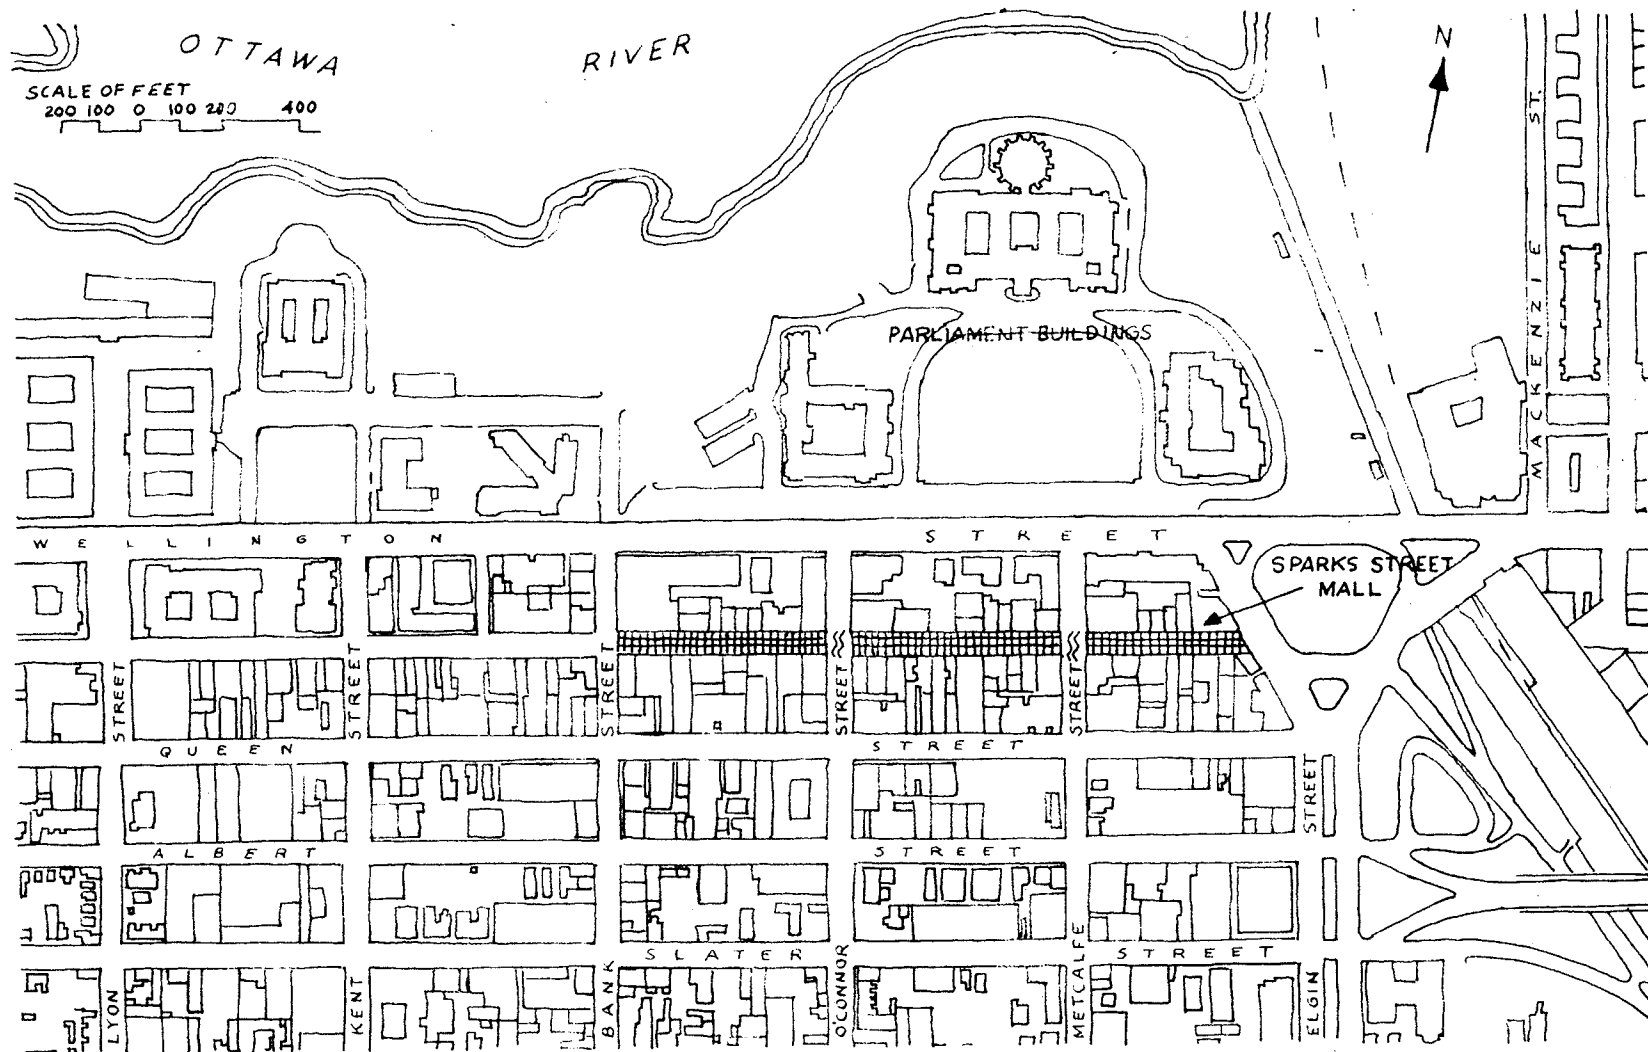 OTTAWA RIVER
N
SCALE OF FEET
200 100 0 100 200 400
MACKENZIE ST.
PARLIAMENT BUILDINGS
WELLINGTON STREET
SPARKS STREET
MALL
STREET
STREET
STREET
STREET
STREET
QUEEN STREET
STREET
ALBERT STREET
SLATER STREET
LYON
KENT
BANK
O'CONNOR
METCALFE
ELGIN